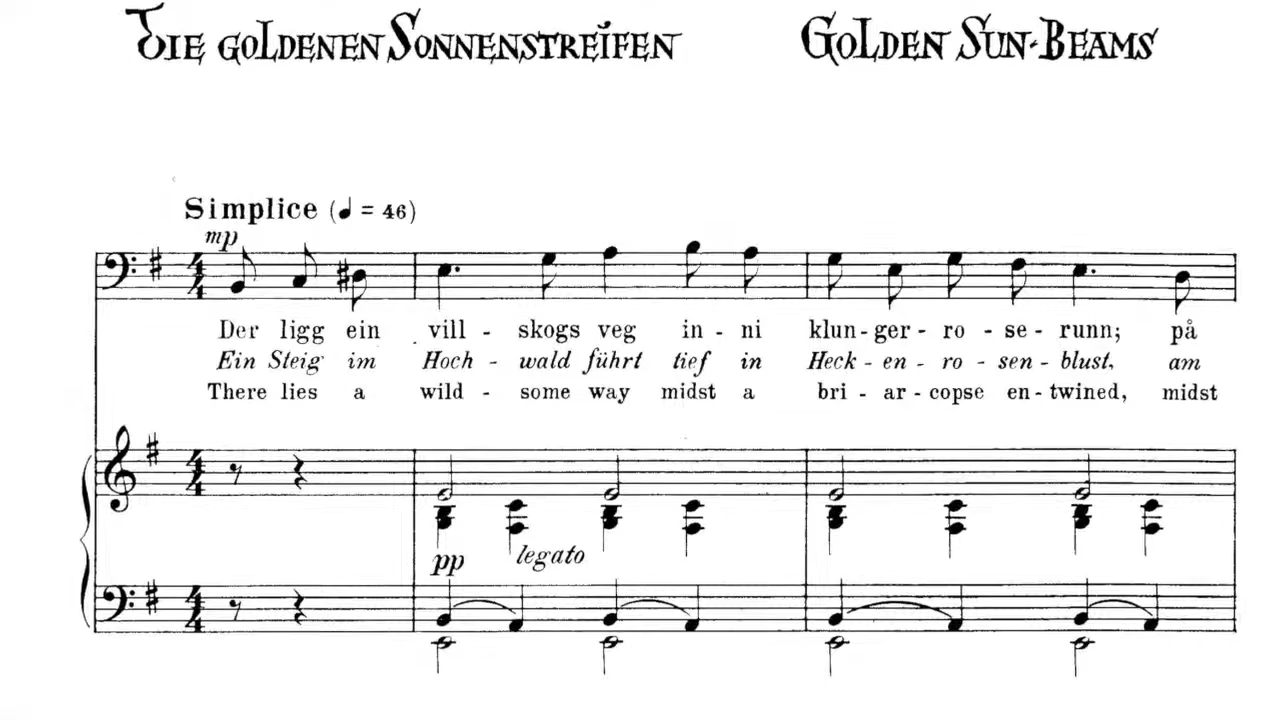 Die goldenen Sonnenstreifen
Golden Sun-Beams
Simplice (♩ = 46)
mp
Der ligg ein vill - skogs veg in - ni klun - ger - ro - se - runn; på
Ein Steig im Hoch - wald führt tief in Heck - en - ro - sen - blust, am
There lies a wild - some way midst a bri - ar - copse en - twined, midst
pp legato